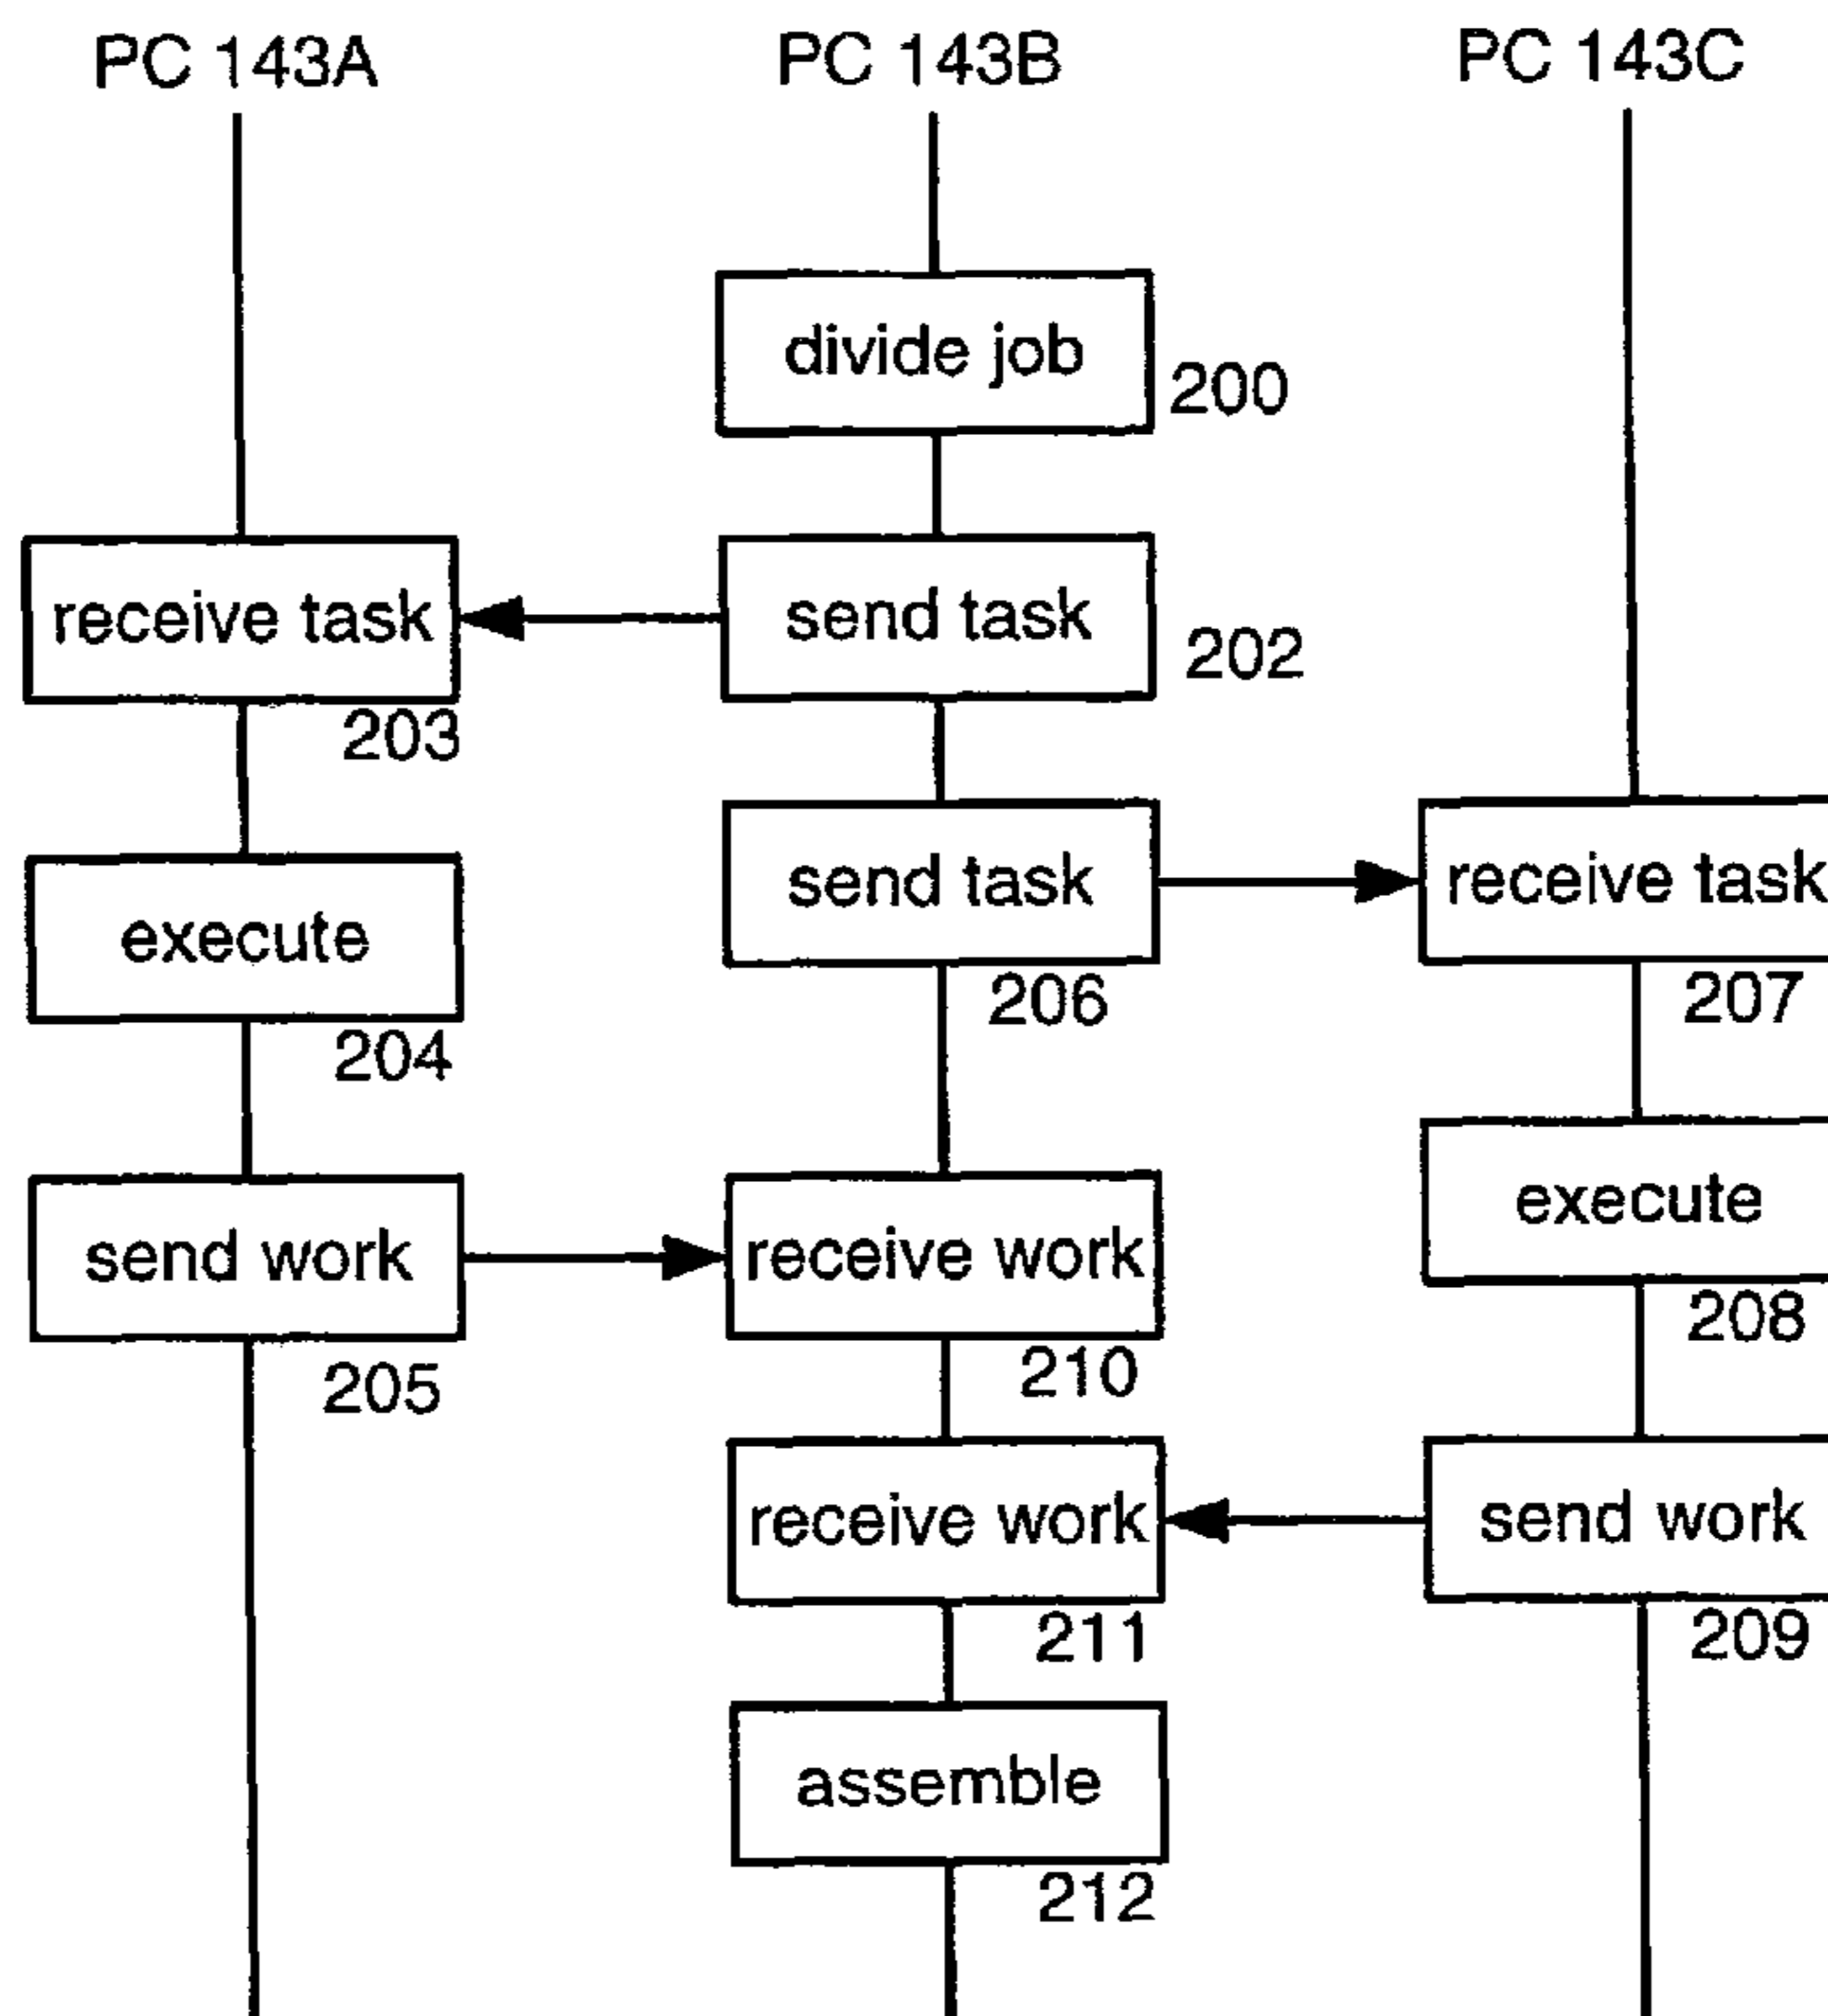 PC 143A
PC 143B
PC 143C
divide job
200
receive task
send task
202
203
send task
receive task
execute
206
207
204
execute
send work
receive work
208
205
210
receive work
send work
211
209
assemble
212